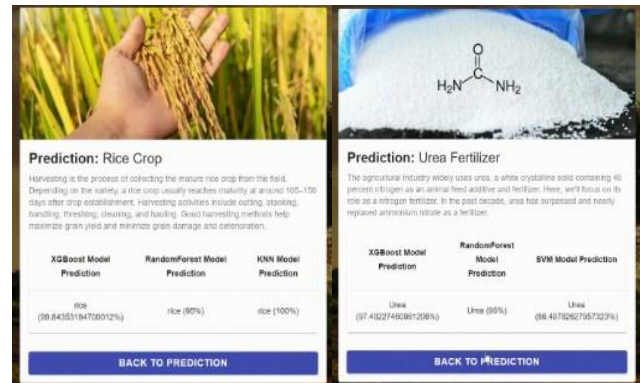 Prediction: Rice Crop
Harvesting is the process of collecting the mature rice crop from the field.
Depending on the variety, a rice crop usually reaches maturity at around 105–150
days after crop establishment. Harvesting activities include cutting, stacking,
handling, threshing, cleaning, and hauling. Good harvesting methods help
maximize grain yield and minimize grain damage and deterioration.
XGBoost Model
Prediction
RandomForest Model
Prediction
KNN Model
Prediction
rice
rice (95%)
rice (100%)
BACK TO PREDICTION
O
C
H₂N
NH₂
Prediction: Urea Fertilizer
The agricultural industry widely uses urea, a white crystalline solid containing 46
percent nitrogen as an animal feed additive and fertilizer. Here, we'll focus on its
role as a nitrogen fertilizer. In the past decade, urea has surpassed and nearly
replaced ammonium nitrate as a fertilizer.
XGBoost Model
Prediction
RandomForest
Model
Prediction
SVM Model Prediction
Urea
Urea (95%)
Urea
BACK TO PREDICTION